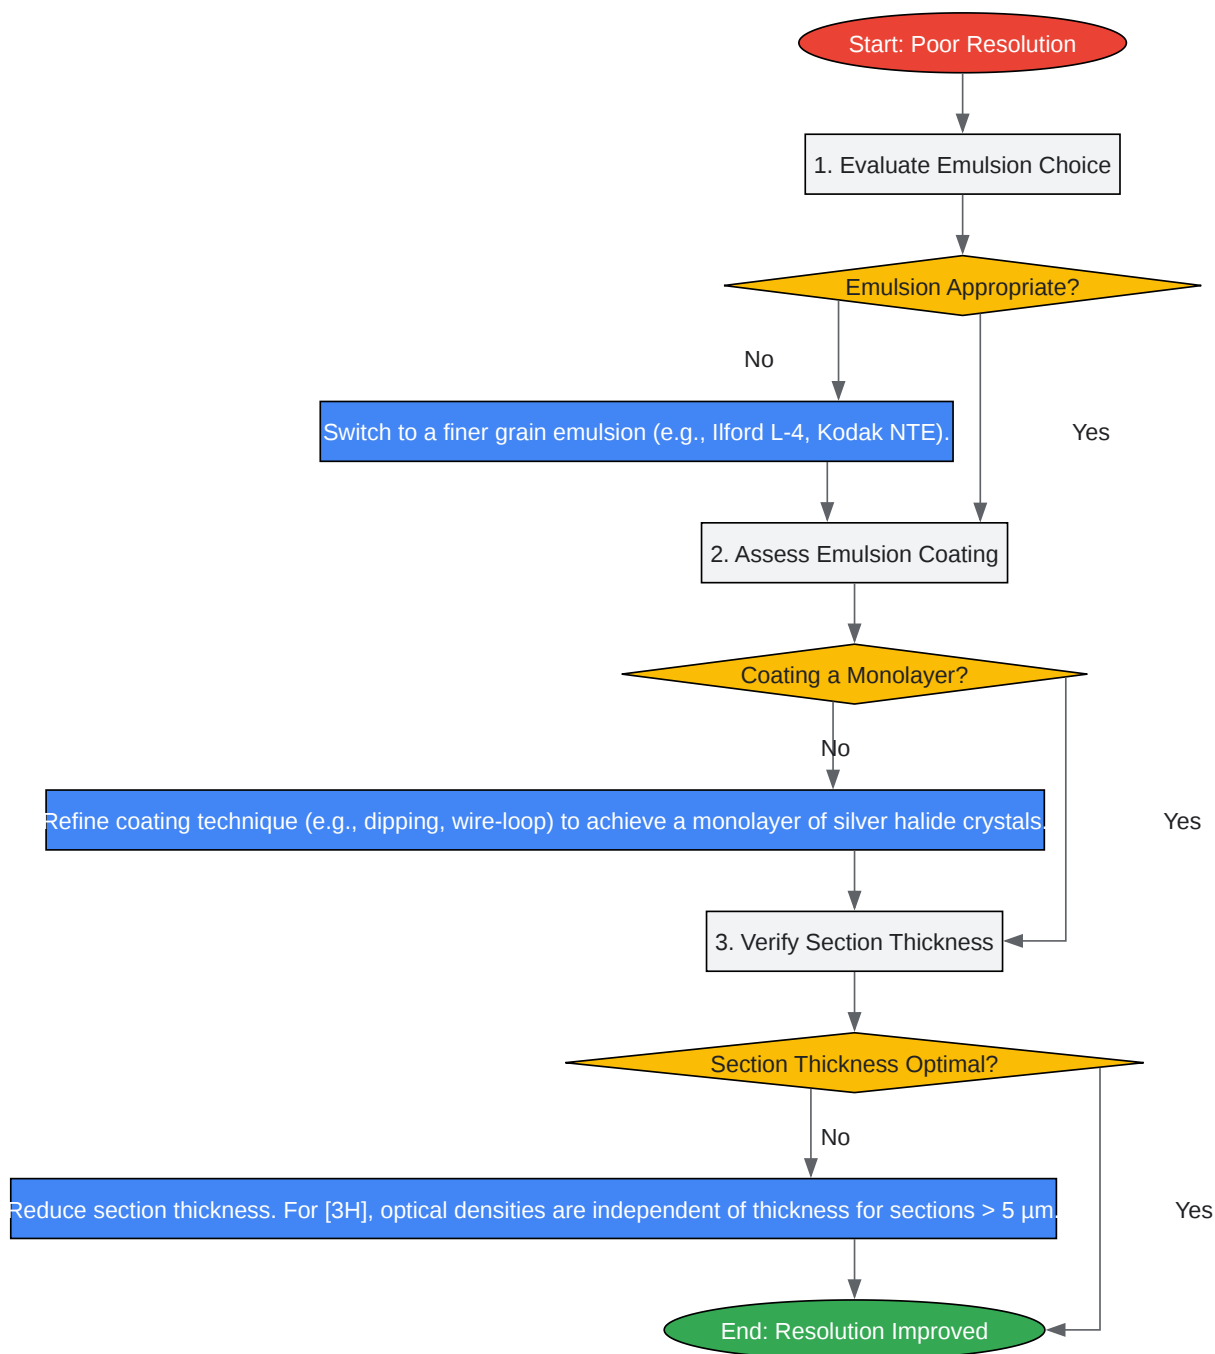 Start: Poor Resolution
1. Evaluate Emulsion Choice
Emulsion Appropriate?
No
Switch to a finer grain emulsion (e.g., Ilford L-4, Kodak NTE).
Yes
2. Assess Emulsion Coating
Coating a Monolayer?
No
Refine coating technique (e.g., dipping, wire-loop) to achieve a monolayer of silver halide crystals.
Yes
3. Verify Section Thickness
Section Thickness Optimal?
No
Reduce section thickness. For [3H], optical densities are independent of thickness for sections > 5 µm.
Yes
End: Resolution Improved